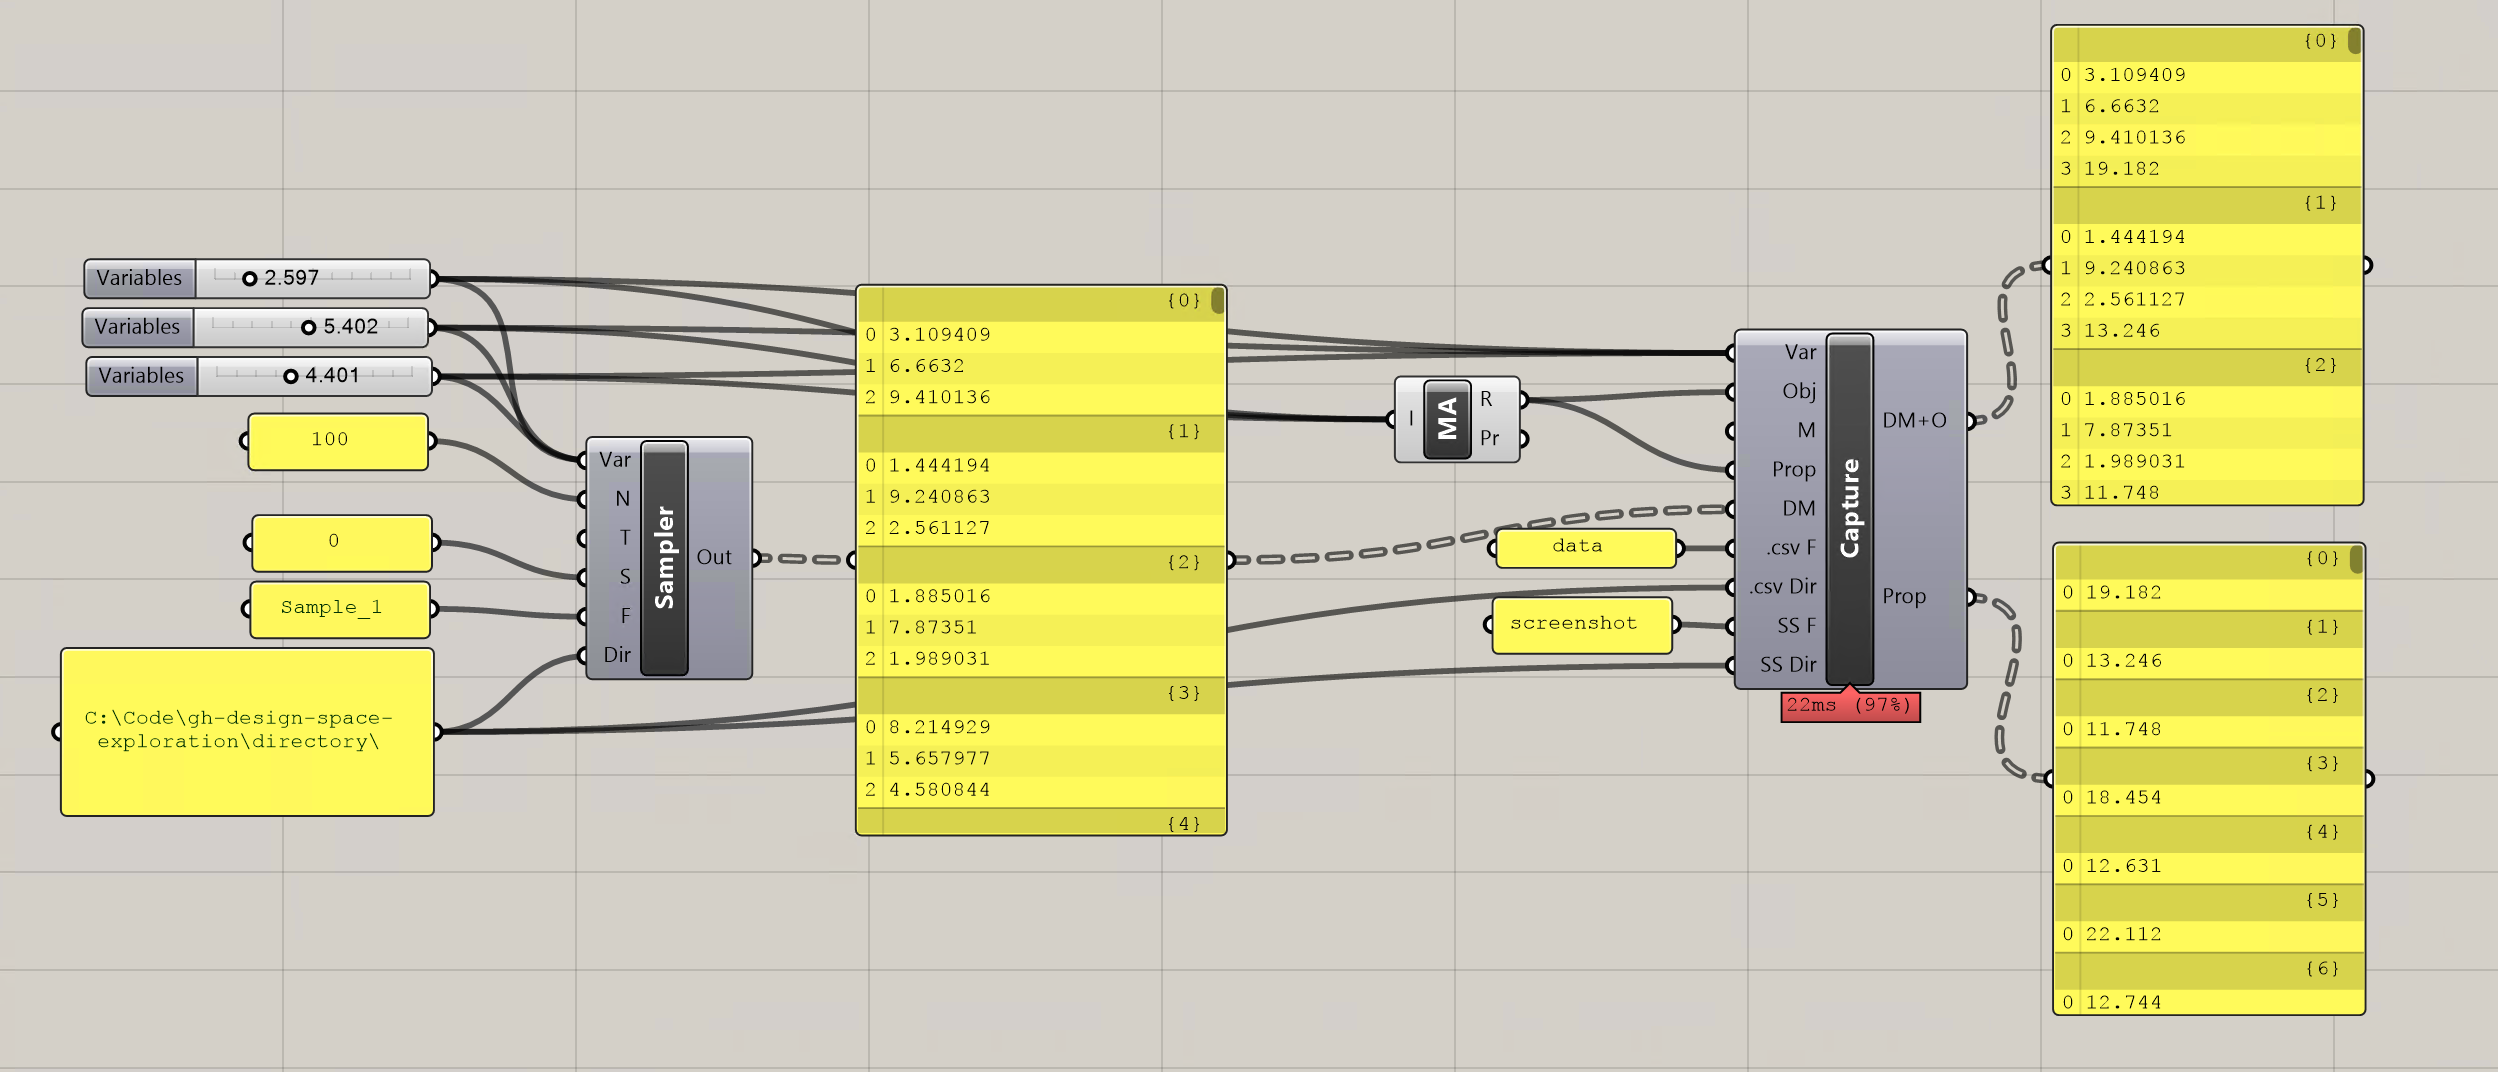 Variables 2.597
Variables 5.402
Variables 4.401
100
0
Sample_1
C:\Code\gh-design-space-
exploration\directory\
Var
N
T
S
F
Dir
Sampler
Out
{0}
0 3.109409
1 6.6632
2 9.410136
{1}
0 1.444194
1 9.240863
2 2.561127
{2}
0 1.885016
1 7.87351
2 1.989031
{3}
0 8.214929
1 5.657977
2 4.580844
{4}
I
MA
R
Pr
data
screenshot
Var
Obj
M
Prop
DM
.csv F
.csv Dir
SS F
SS Dir
Capture
DM+O
Prop
22ms (97%)
{0}
0 3.109409
1 6.6632
2 9.410136
3 19.182
{1}
0 1.444194
1 9.240863
2 2.561127
3 13.246
{2}
0 1.885016
1 7.87351
2 1.989031
3 11.748
{0}
0 19.182
{1}
0 13.246
{2}
0 11.748
{3}
0 18.454
{4}
0 12.631
{5}
0 22.112
{6}
0 12.744